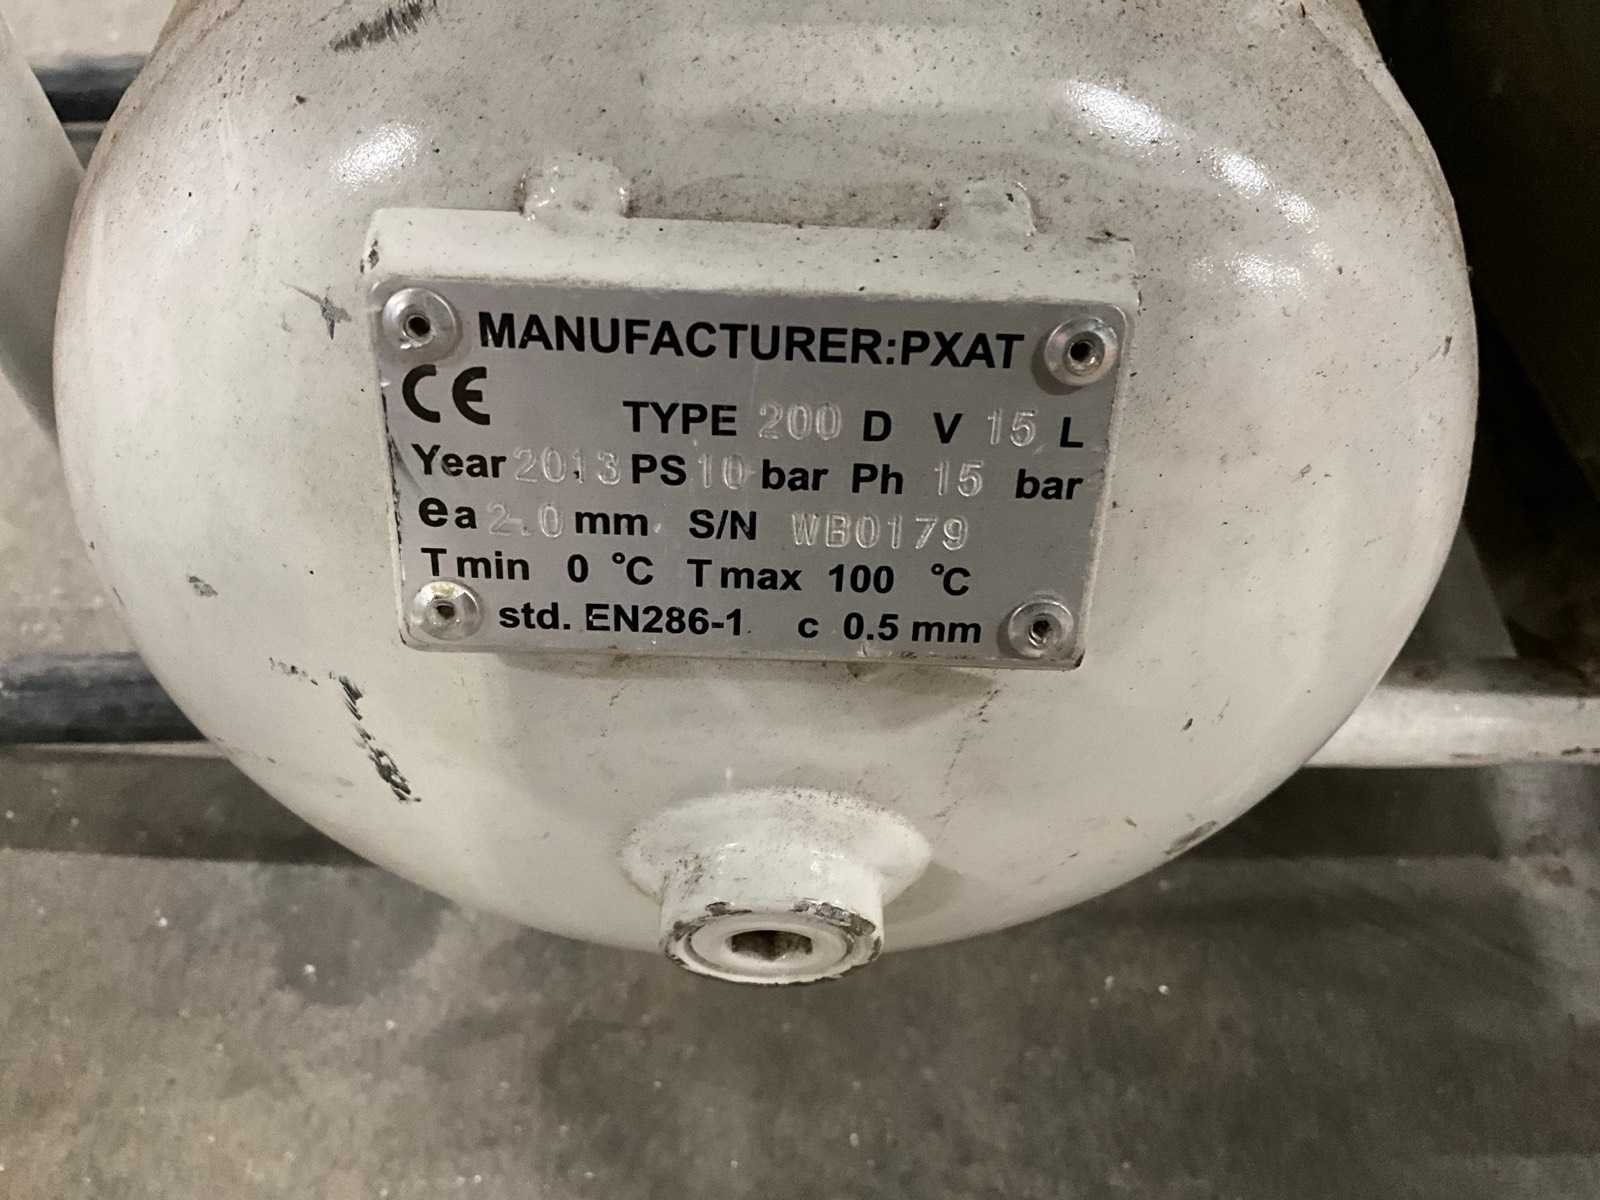 MANUFACTURER:PXAT
CE TYPE 200 D V 15 L
Year 2013 PS 10 bar Ph 15 bar
ea 2.0 mm S/N WB0179
Tmin 0 °C Tmax 100 °C
std. EN286-1 c 0.5 mm